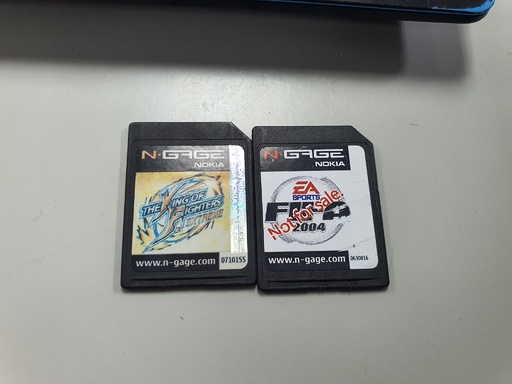 N·GAGE
NOKIA
THE KING OF
FIGHTERS
EXTREME
www.n-gage.com
0710155
N·GAGE
NOKIA
EA
SPORTS
FIFA
Not for sale.
2004
www.n-gage.com
0630816